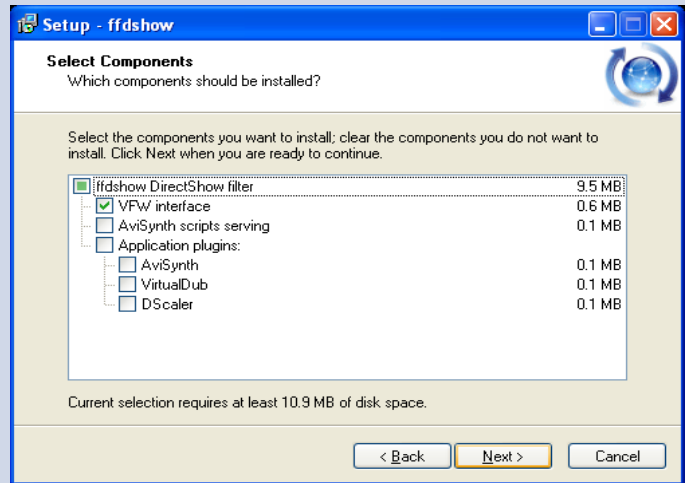 Setup - ffdshow
Select Components
Which components should be installed?
Select the components you want to install; clear the components you do not want to
install. Click Next when you are ready to continue.
ffdshow DirectShow filter 9.5 MB
VFW interface 0.6 MB
AviSynth scripts serving 0.1 MB
Application plugins:
AviSynth 0.1 MB
VirtualDub 0.1 MB
DScaler 0.1 MB
Current selection requires at least 10.9 MB of disk space.
< Back Next > Cancel